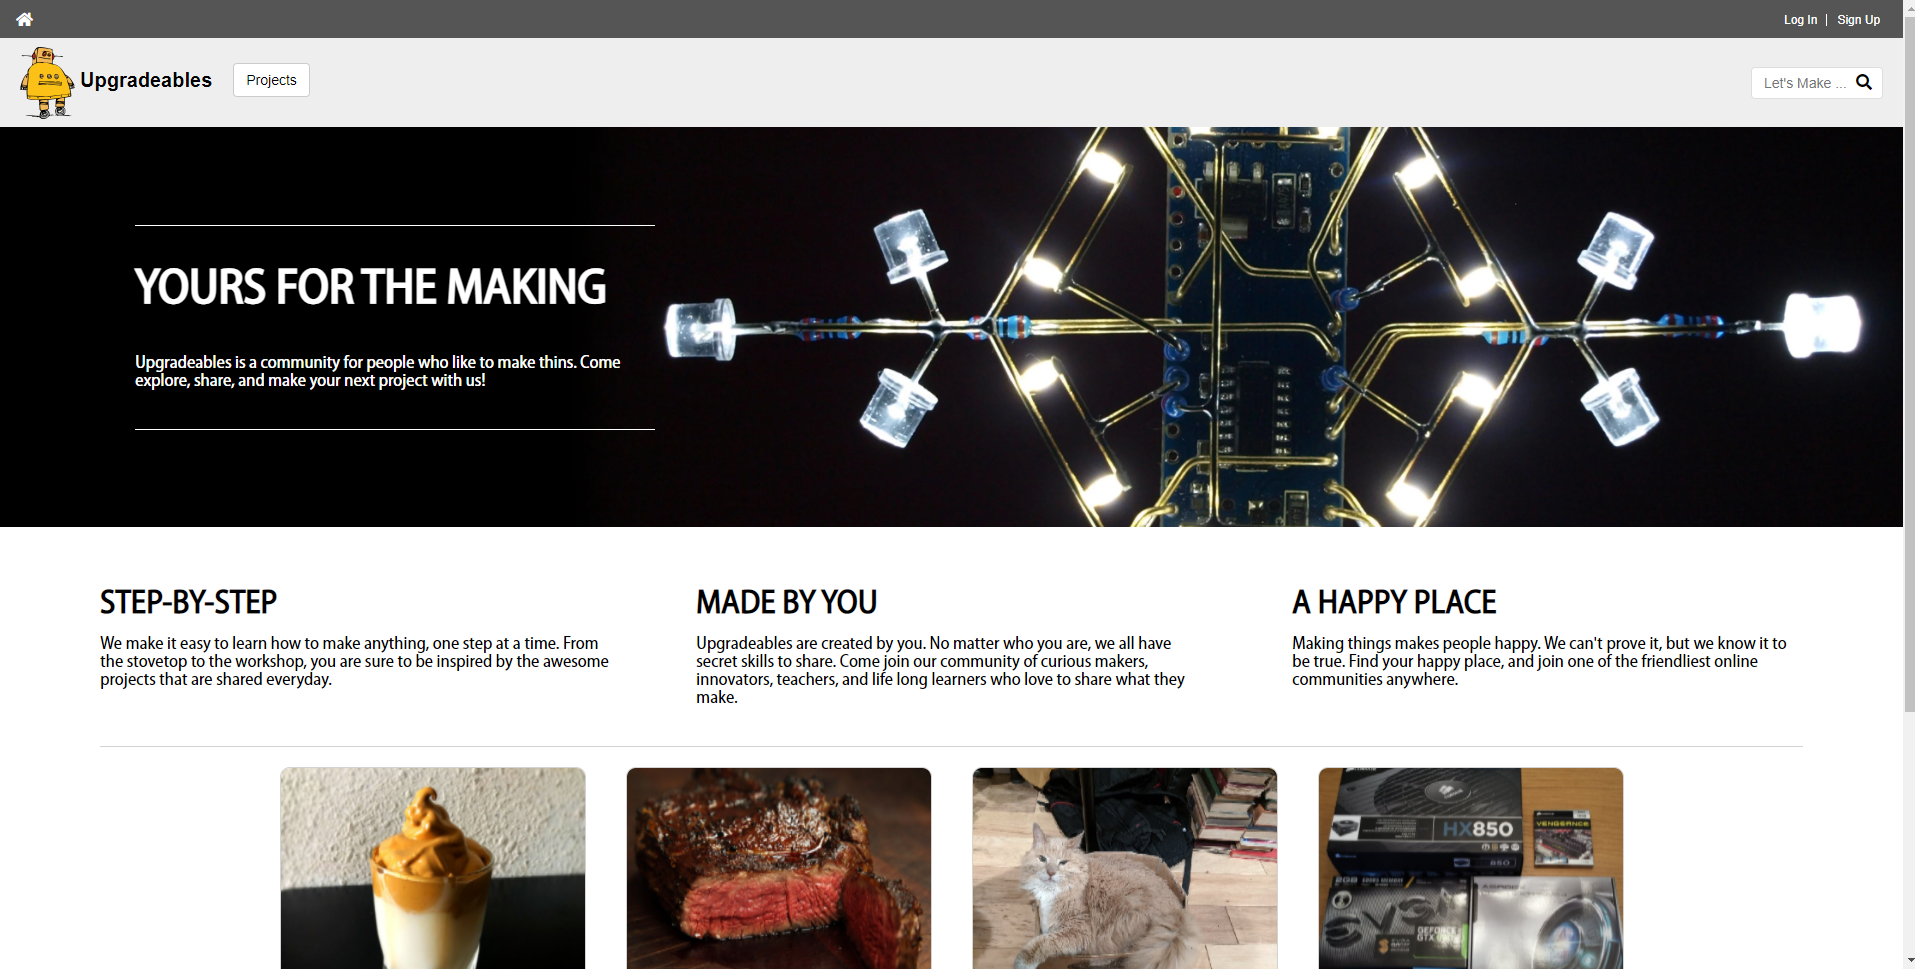 Log In | Sign Up
Upgradeables
Projects
Let's Make ...
YOURS FOR THE MAKING
Upgradeables is a community for people who like to make thins. Come
explore, share, and make your next project with us!
STEP-BY-STEP
We make it easy to learn how to make anything, one step at a time. From
the stovetop to the workshop, you are sure to be inspired by the awesome
projects that are shared everyday.
MADE BY YOU
Upgradeables are created by you. No matter who you are, we all have
secret skills to share. Come join our community of curious makers,
innovators, teachers, and life long learners who love to share what they
make.
A HAPPY PLACE
Making things makes people happy. We can't prove it, but we know it to
be true. Find your happy place, and join one of the friendliest online
communities anywhere.
HX850
VENGEANCE
850
GEFORCE
GTX